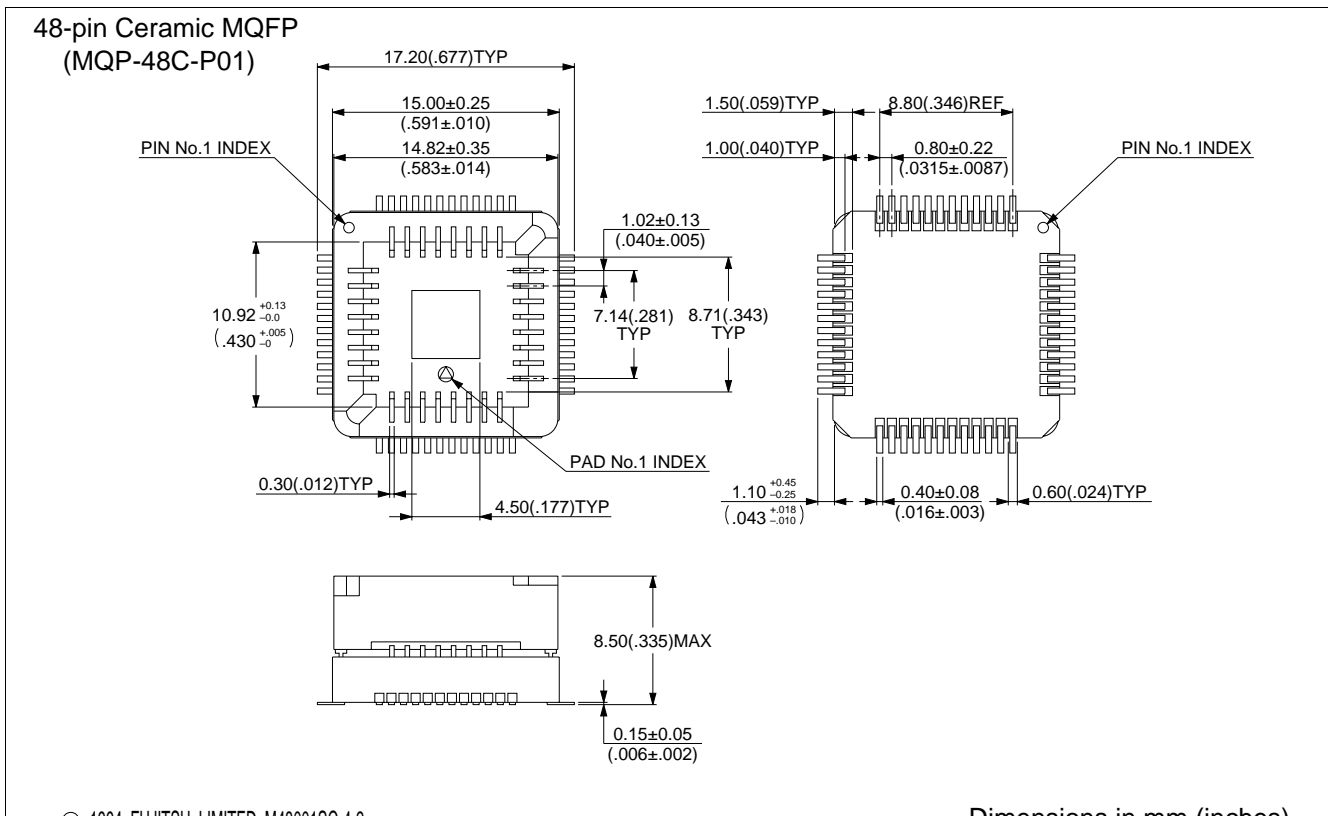 48-pin Ceramic MQFP
(MQP-48C-P01)
17.20(.677)TYP
15.00±0.25
(.591±.010)
14.82±0.35
(.583±.014)
PIN No.1 INDEX
1.02±0.13
(.040±.005)
10.92 +0.13 –0.0
(.430 +.005 –0)
7.14(.281)
TYP
8.71(.343)
TYP
PAD No.1 INDEX
0.30(.012)TYP
4.50(.177)TYP
1.50(.059)TYP
8.80(.346)REF
1.00(.040)TYP
0.80±0.22
(.0315±.0087)
PIN No.1 INDEX
1.10 +0.45 –0.25
(.043 +.018 –.010)
0.40±0.08
(.016±.003)
0.60(.024)TYP
8.50(.335)MAX
0.15±0.05
(.006±.002)
1994 FUJITSU LIMITED
Dimensions in mm (inches)